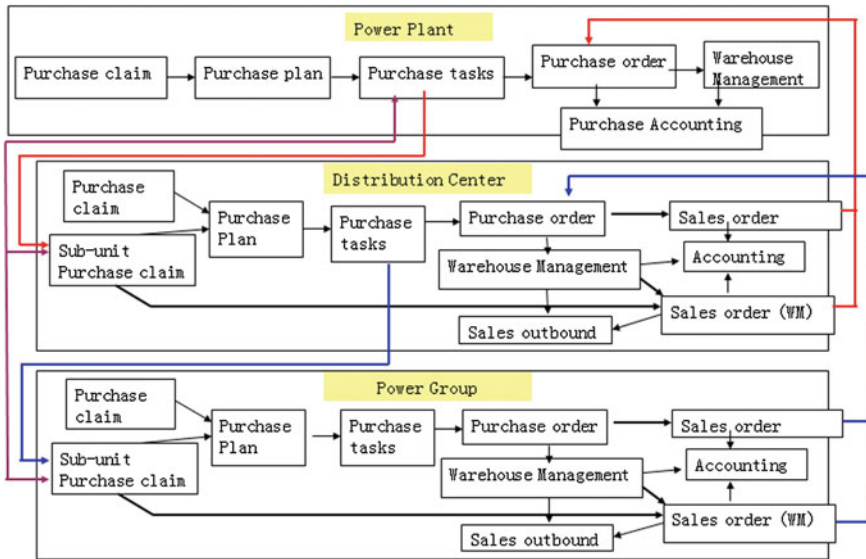 Power Plant
Purchase claim
Purchase plan
Purchase tasks
Purchase order
Warehouse
Management
Purchase Accounting
Distribution Center
Purchase
claim
Purchase
Plan
Purchase
tasks
Purchase order
Sales order
Sub-unit
Purchase claim
Warehouse Management
Accounting
Sales order (WM)
Sales outbound
Power Group
Purchase
claim
Purchase
Plan
Purchase
tasks
Purchase order
Sales order
Sub-unit
Purchase claim
Warehouse Management
Accounting
Sales order (WM)
Sales outbound